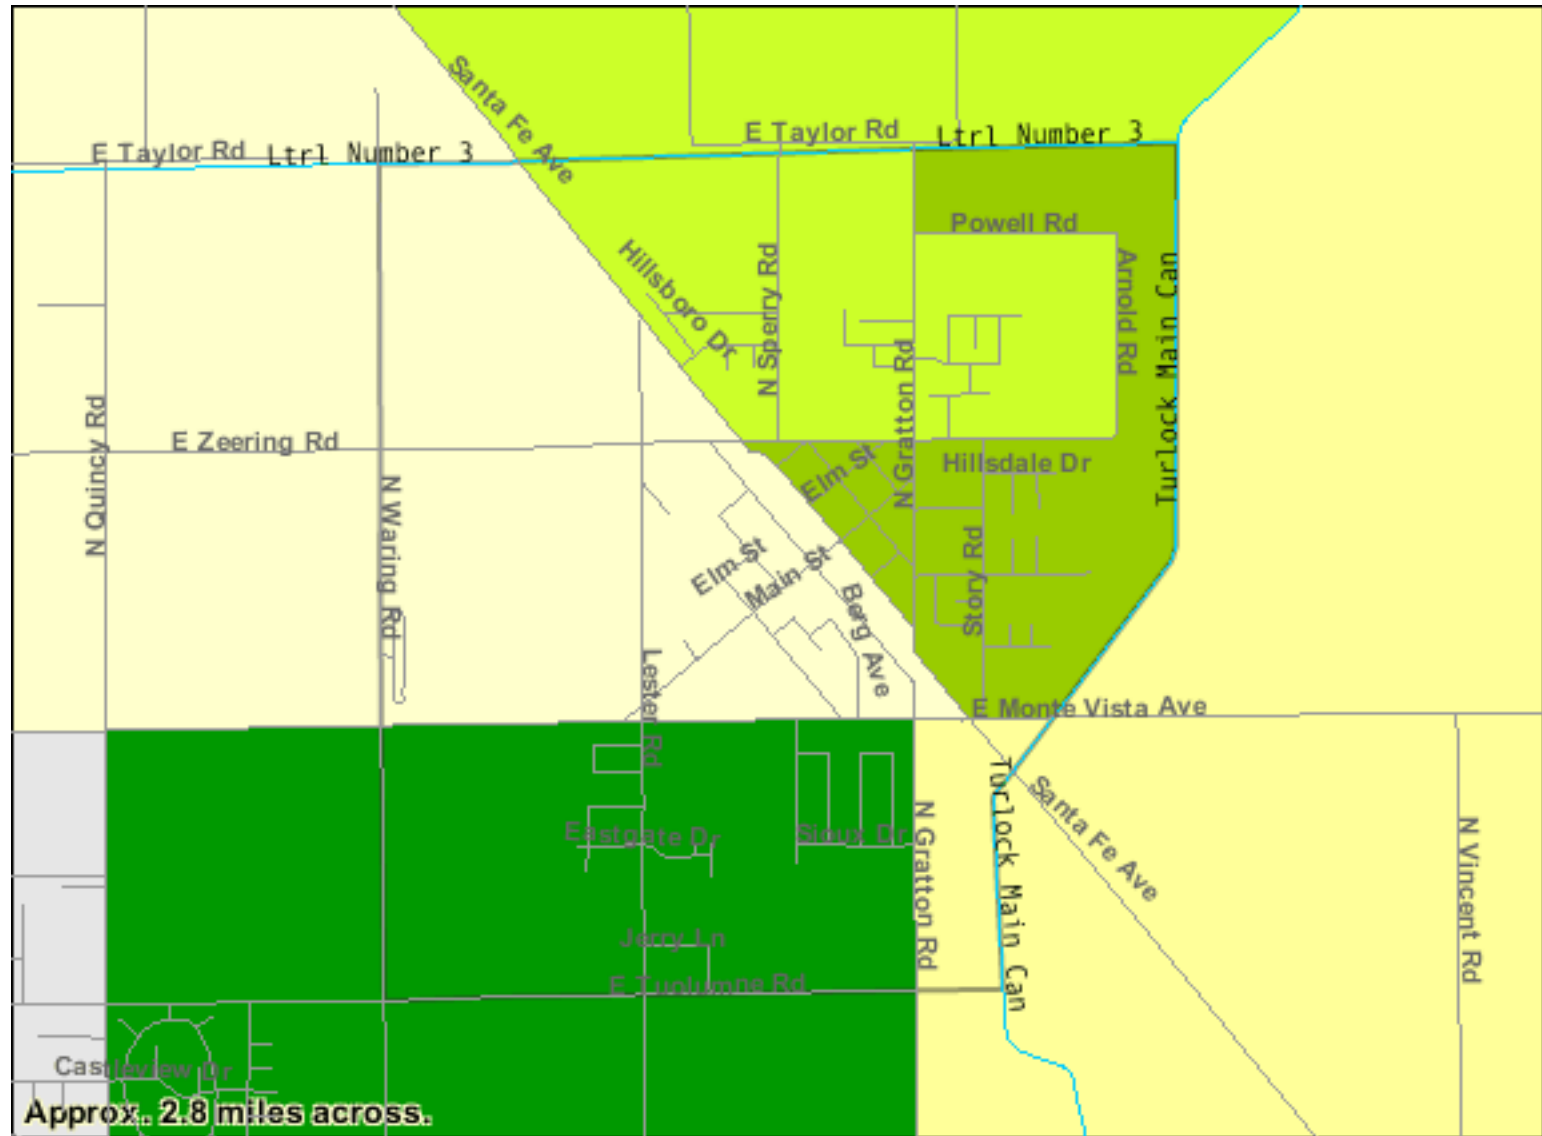 Santa Fe Ave
E Taylor Rd
Ltrl Number 3
E Taylor Rd
Ltrl Number 3
Powell Rd
Hillsboro Dr
N Sperry Rd
Arnold Rd
Turlock Main Can
N Gratton Rd
N Quincy Rd
E Zeering Rd
Elm St
Hillsdale Dr
N Waring Rd
Elm St
Main St
Story Rd
Berg Ave
Lester Rd
E Monte Vista Ave
Turlock Main Can
Santa Fe Ave
Eastgate Dr
Sioux Dr
N Gratton Rd
N Vincent Rd
Jerry Ln
E Tuolumne Rd
Castleview Dr
Approx. 2.8 miles across.